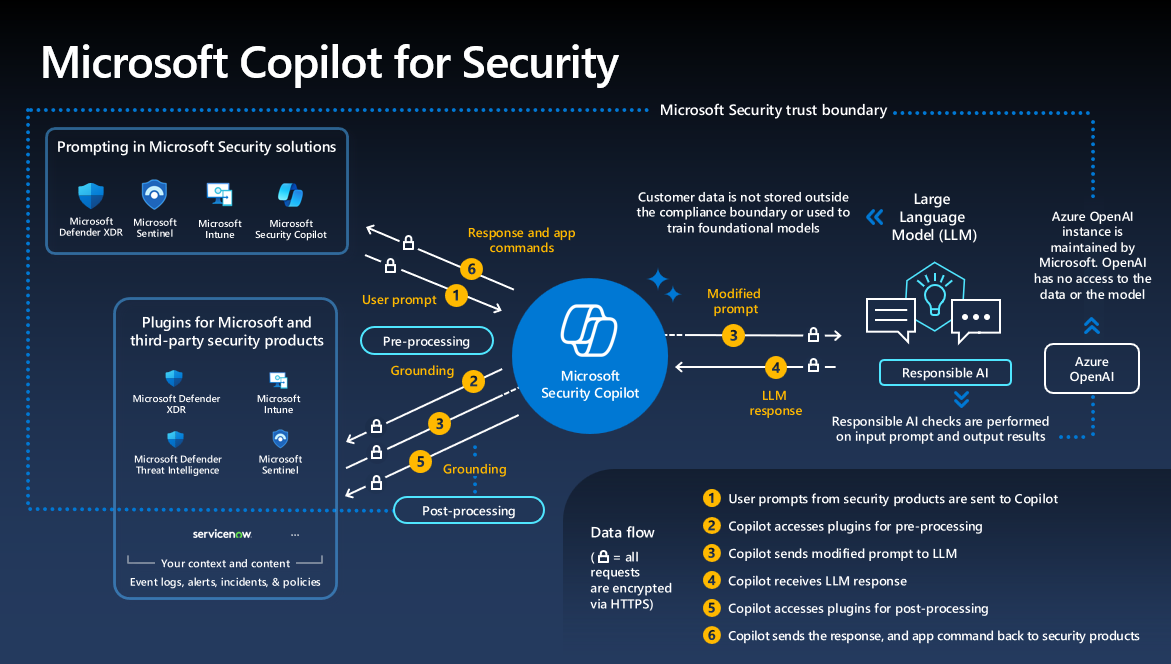 Microsoft Copilot for Security
Microsoft Security trust boundary
Prompting in Microsoft Security solutions
Microsoft
Defender XDR
Microsoft
Sentinel
Microsoft
Intune
Microsoft
Security Copilot
Plugins for Microsoft and
third-party security products
Microsoft Defender
XDR
Microsoft
Intune
Microsoft Defender
Threat Intelligence
Microsoft
Sentinel
servicenow
...
Your context and content
Event logs, alerts, incidents, & policies
Response and app
commands
6
User prompt
1
Pre-processing
Grounding
2
3
5
Grounding
Post-processing
Microsoft
Security Copilot
Modified
prompt
3
4
LLM
response
Customer data is not stored outside
the compliance boundary or used to
train foundational models
Large
Language
Model (LLM)
Responsible AI
Responsible AI checks are performed
on input prompt and output results
Azure OpenAI
instance is
maintained by
Microsoft. OpenAI
has no access to the
data or the model
Azure
OpenAI
Data flow
( = all
requests
are encrypted
via HTTPS)
1 User prompts from security products are sent to Copilot
2 Copilot accesses plugins for pre-processing
3 Copilot sends modified prompt to LLM
4 Copilot receives LLM response
5 Copilot accesses plugins for post-processing
6 Copilot sends the response, and app command back to security products